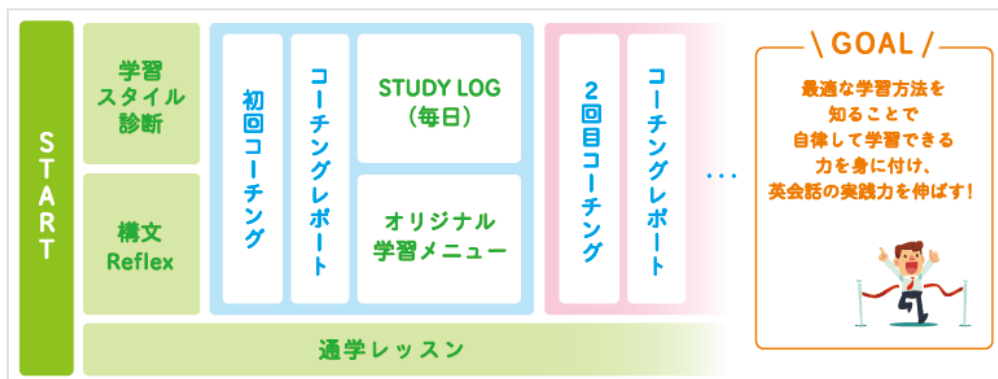 START
学習
スタイル
診断
構文
Reflex
初回コーチング
コーチングレポート
STUDY LOG
(毎日)
オリジナル
学習メニュー
2回目コーチング
コーチングレポート
...
通学レッスン
\ GOAL /
最適な学習方法を
知ることで
自律して学習できる
力を身に付け、
英会話の実践力を伸ばす!